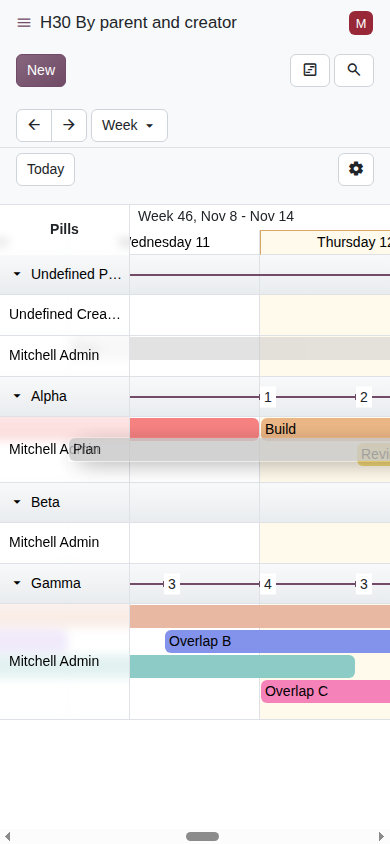 H30 By parent and creator
M
New
Week
Today
Pills
Week 46, Nov 8 - Nov 14
ednesday 11
Thursday 12
Undefined P...
Undefined Crea...
Mitchell Admin
Alpha
1
2
Build
Mitchell A
Plan
Revi
Beta
Mitchell Admin
Gamma
3
4
3
Overlap B
Mitchell Admin
Overlap C